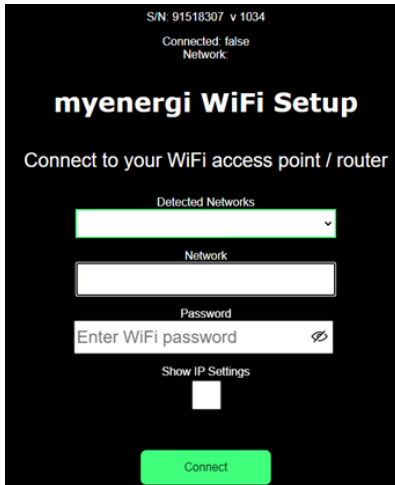 S/N: 91518307 v 1034
Connected: false
Network:
myenergi WiFi Setup
Connect to your WiFi access point / router
Detected Networks
Network
Password
Enter WiFi password
Show IP Settings
Connect